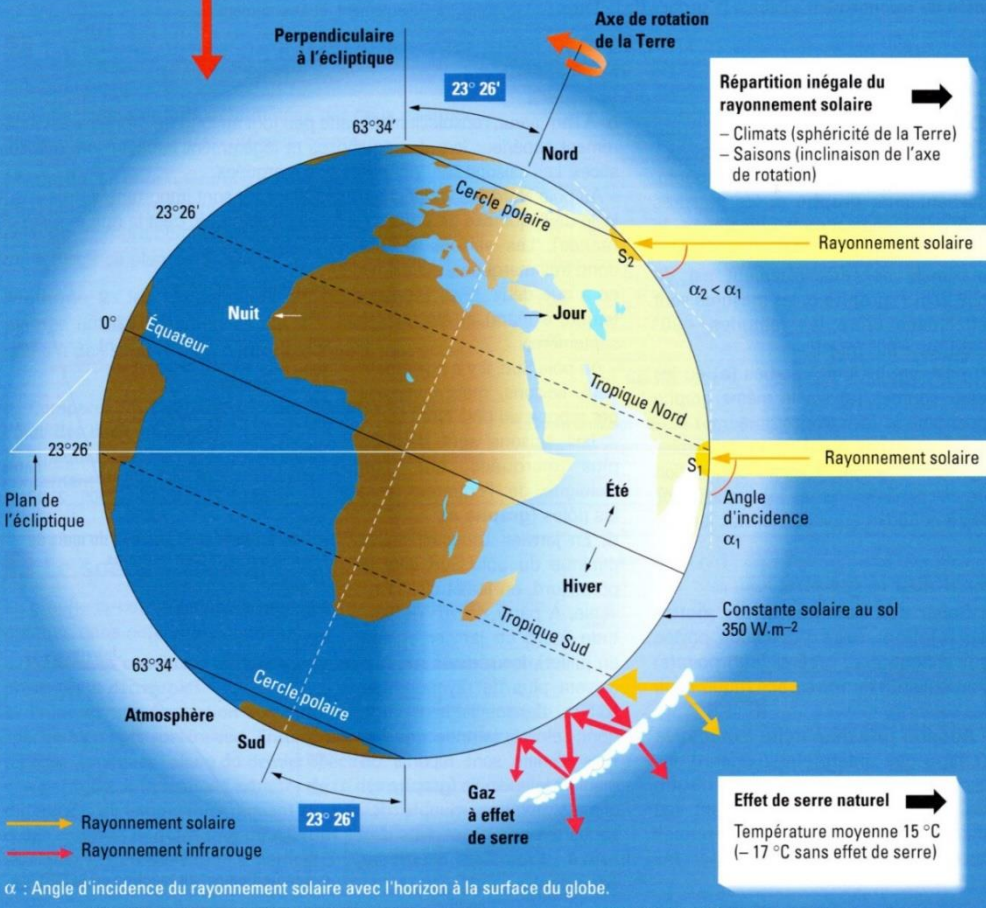 Axe de rotation
de la Terre
Perpendiculaire
à l'écliptique
23° 26'
63°34'
Nord
Répartition inégale du
rayonnement solaire
– Climats (sphéricité de la Terre)
– Saisons (inclinaison de l'axe
de rotation)
Cercle polaire
23°26'
Rayonnement solaire
S2
α2 < α1
Nuit
Jour
0°
Équateur
Tropique Nord
23°26'
Rayonnement solaire
S1
Plan de
l'écliptique
Été
Angle
d'incidence
α1
Hiver
Constante solaire au sol
350 W.m–2
Tropique Sud
63°34'
Cercle polaire
Atmosphère
Sud
23° 26'
Gaz
à effet
de serre
Effet de serre naturel
Température moyenne 15 °C
(– 17 °C sans effet de serre)
Rayonnement solaire
Rayonnement infrarouge
α : Angle d'incidence du rayonnement solaire avec l'horizon à la surface du globe.